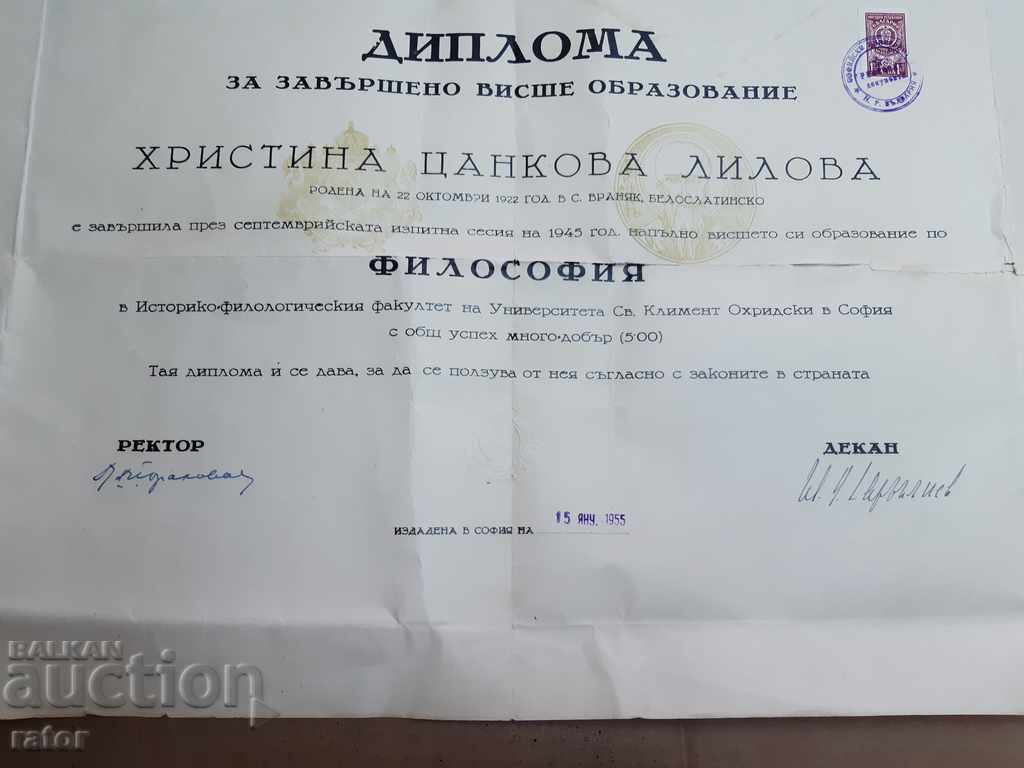 ДИПЛОМА
ЗА ЗАВЪРШЕНО ВИСШЕ ОБРАЗОВАНИЕ
ХРИСТИНА ЦАНКОВА ЛИЛОВА
РОДЕНА НА 22 ОКТОМВРИ 1922 ГОД. В С. ВРАНЯК, БЕЛОСЛАТИНСКО
е завършила през септемврийската изпитна сесия на 1945 год. напълно висшето си образование по
ФИЛОСОФИЯ
в Историко-филологическия факултет на Университета Св. Климент Охридски в София
с общ успех много-добър (5˙00)
Тая диплома ѝ се дава, за да се ползува от нея съгласно с законите в страната
РЕКТОР
ДЕКАН
ИЗДАДЕНА В СОФИЯ НА 15 ЯНУ. 1955
BALKAN
auction
rator